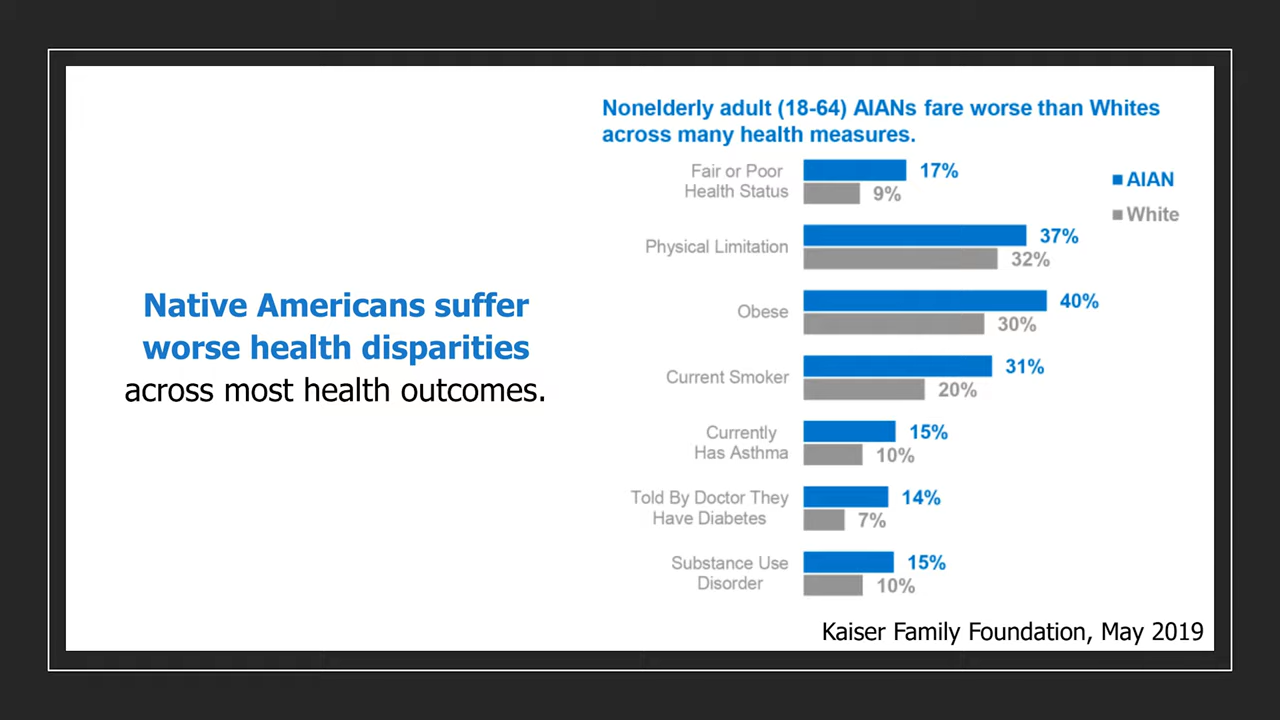 Native Americans suffer
worse health disparities
across most health outcomes.
Nonelderly adult (18-64) AIANs fare worse than Whites
across many health measures.
AIAN
White
Fair or Poor
Health Status
17%
9%
Physical Limitation
37%
32%
Obese
40%
30%
Current Smoker
31%
20%
Currently
Has Asthma
15%
10%
Told By Doctor They
Have Diabetes
14%
7%
Substance Use
Disorder
15%
10%
Kaiser Family Foundation, May 2019